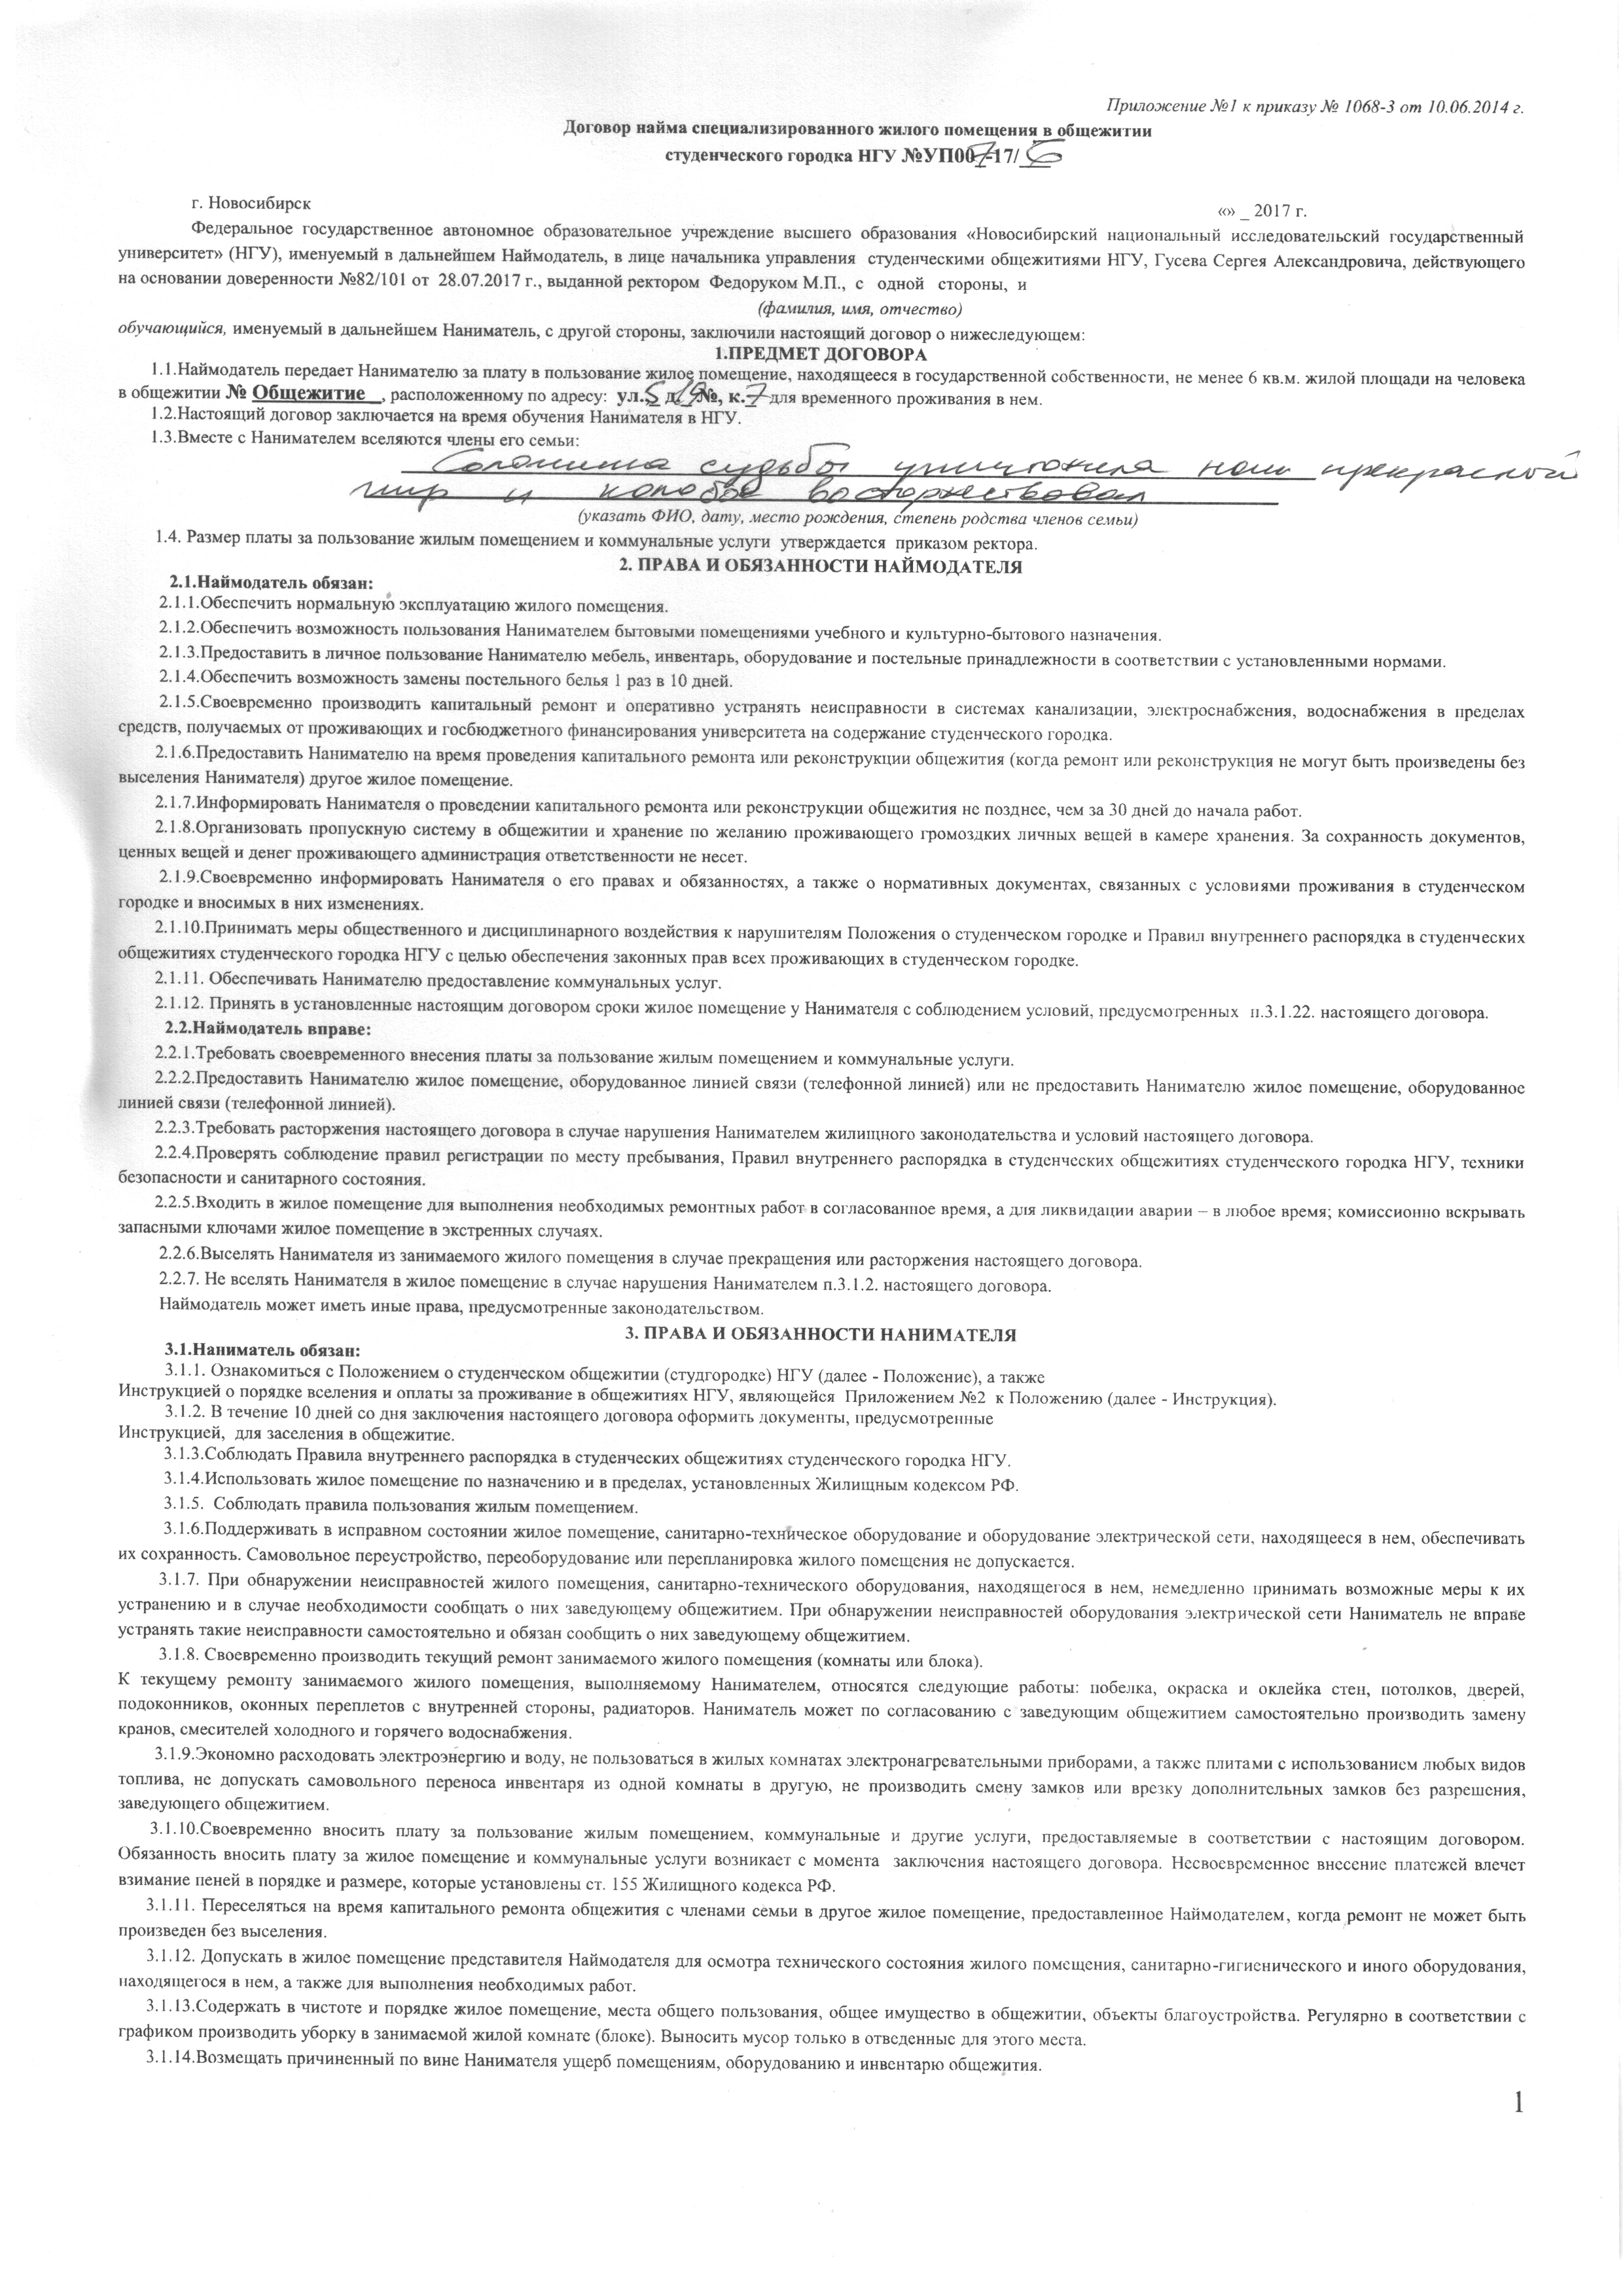 Приложение №1 к приказу № 1068-3 от 10.06.2014 г.
Договор найма специализированного жилого помещения в общежитии
студенческого городка НГУ №УП007-17/6
г. Новосибирск
«» _ 2017 г.
Федеральное государственное автономное образовательное учреждение высшего образования «Новосибирский национальный исследовательский государственный
университет» (НГУ), именуемый в дальнейшем Наймодатель, в лице начальника управления студенческими общежитиями НГУ, Гусева Сергея Александровича, действующего
на основании доверенности №82/101 от 28.07.2017 г., выданной ректором Федоруком М.П., с одной стороны, и
(фамилия, имя, отчество)
обучающийся, именуемый в дальнейшем Наниматель, с другой стороны, заключили настоящий договор о нижеследующем:
1.ПРЕДМЕТ ДОГОВОРА
1.1.Наймодатель передает Нанимателю за плату в пользование жилое помещение, находящееся в государственной собственности, не менее 6 кв.м. жилой площади на человека
в общежитии № Общежитие , расположенному по адресу: ул.5 д.19№, к.7 для временного проживания в нем.
1.2.Настоящий договор заключается на время обучения Нанимателя в НГУ.
1.3.Вместе с Нанимателем вселяются члены его семьи:
судьбы уничтожила наш прекрасной
мир и колобок восторжествовал
(указать ФИО, дату, место рождения, степень родства членов семьи)
1.4. Размер платы за пользование жилым помещением и коммунальные услуги утверждается приказом ректора.
2. ПРАВА И ОБЯЗАННОСТИ НАЙМОДАТЕЛЯ
2.1.Наймодатель обязан:
2.1.1.Обеспечить нормальную эксплуатацию жилого помещения.
2.1.2.Обеспечить возможность пользования Нанимателем бытовыми помещениями учебного и культурно-бытового назначения.
2.1.3.Предоставить в личное пользование Нанимателю мебель, инвентарь, оборудование и постельные принадлежности в соответствии с установленными нормами.
2.1.4.Обеспечить возможность замены постельного белья 1 раз в 10 дней.
2.1.5.Своевременно производить капитальный ремонт и оперативно устранять неисправности в системах канализации, электроснабжения, водоснабжения в пределах
средств, получаемых от проживающих и госбюджетного финансирования университета на содержание студенческого городка.
2.1.6.Предоставить Нанимателю на время проведения капитального ремонта или реконструкции общежития (когда ремонт или реконструкция не могут быть произведены без
выселения Нанимателя) другое жилое помещение.
2.1.7.Информировать Нанимателя о проведении капитального ремонта или реконструкции общежития не позднее, чем за 30 дней до начала работ.
2.1.8.Организовать пропускную систему в общежитии и хранение по желанию проживающего громоздких личных вещей в камере хранения. За сохранность документов,
ценных вещей и денег проживающего администрация ответственности не несет.
2.1.9.Своевременно информировать Нанимателя о его правах и обязанностях, а также о нормативных документах, связанных с условиями проживания в студенческом
городке и вносимых в них изменениях.
2.1.10.Принимать меры общественного и дисциплинарного воздействия к нарушителям Положения о студенческом городке и Правил внутреннего распорядка в студенческих
общежитиях студенческого городка НГУ с целью обеспечения законных прав всех проживающих в студенческом городке.
2.1.11. Обеспечивать Нанимателю предоставление коммунальных услуг.
2.1.12. Принять в установленные настоящим договором сроки жилое помещение у Нанимателя с соблюдением условий, предусмотренных п.3.1.22. настоящего договора.
2.2.Наймодатель вправе:
2.2.1.Требовать своевременного внесения платы за пользование жилым помещением и коммунальные услуги.
2.2.2.Предоставить Нанимателю жилое помещение, оборудованное линией связи (телефонной линией) или не предоставить Нанимателю жилое помещение, оборудованное
линией связи (телефонной линией).
2.2.3.Требовать расторжения настоящего договора в случае нарушения Нанимателем жилищного законодательства и условий настоящего договора.
2.2.4.Проверять соблюдение правил регистрации по месту пребывания, Правил внутреннего распорядка в студенческих общежитиях студенческого городка НГУ, техники
безопасности и санитарного состояния.
2.2.5.Входить в жилое помещение для выполнения необходимых ремонтных работ в согласованное время, а для ликвидации аварии – в любое время; комиссионно вскрывать
запасными ключами жилое помещение в экстренных случаях.
2.2.6.Выселять Нанимателя из занимаемого жилого помещения в случае прекращения или расторжения настоящего договора.
2.2.7. Не вселять Нанимателя в жилое помещение в случае нарушения Нанимателем п.3.1.2. настоящего договора.
Наймодатель может иметь иные права, предусмотренные законодательством.
3. ПРАВА И ОБЯЗАННОСТИ НАНИМАТЕЛЯ
3.1.Наниматель обязан:
3.1.1. Ознакомиться с Положением о студенческом общежитии (студгородке) НГУ (далее - Положение), а также
Инструкцией о порядке вселения и оплаты за проживание в общежитиях НГУ, являющейся Приложением №2 к Положению (далее - Инструкция).
3.1.2. В течение 10 дней со дня заключения настоящего договора оформить документы, предусмотренные
Инструкцией, для заселения в общежитие.
3.1.3.Соблюдать Правила внутреннего распорядка в студенческих общежитиях студенческого городка НГУ.
3.1.4.Использовать жилое помещение по назначению и в пределах, установленных Жилищным кодексом РФ.
3.1.5. Соблюдать правила пользования жилым помещением.
3.1.6.Поддерживать в исправном состоянии жилое помещение, санитарно-техническое оборудование и оборудование электрической сети, находящееся в нем, обеспечивать
их сохранность. Самовольное переустройство, переоборудование или перепланировка жилого помещения не допускается.
3.1.7. При обнаружении неисправностей жилого помещения, санитарно-технического оборудования, находящегося в нем, немедленно принимать возможные меры к их
устранению и в случае необходимости сообщать о них заведующему общежитием. При обнаружении неисправностей оборудования электрической сети Наниматель не вправе
устранять такие неисправности самостоятельно и обязан сообщить о них заведующему общежитием.
3.1.8. Своевременно производить текущий ремонт занимаемого жилого помещения (комнаты или блока).
К текущему ремонту занимаемого жилого помещения, выполняемому Нанимателем, относятся следующие работы: побелка, окраска и оклейка стен, потолков, дверей,
подоконников, оконных переплетов с внутренней стороны, радиаторов. Наниматель может по согласованию с заведующим общежитием самостоятельно производить замену
кранов, смесителей холодного и горячего водоснабжения.
3.1.9.Экономно расходовать электроэнергию и воду, не пользоваться в жилых комнатах электронагревательными приборами, а также плитами с использованием любых видов
топлива, не допускать самовольного переноса инвентаря из одной комнаты в другую, не производить смену замков или врезку дополнительных замков без разрешения,
заведующего общежитием.
3.1.10.Своевременно вносить плату за пользование жилым помещением, коммунальные и другие услуги, предоставляемые в соответствии с настоящим договором.
Обязанность вносить плату за жилое помещение и коммунальные услуги возникает с момента заключения настоящего договора. Несвоевременное внесение платежей влечет
взимание пеней в порядке и размере, которые установлены ст. 155 Жилищного кодекса РФ.
3.1.11. Переселяться на время капитального ремонта общежития с членами семьи в другое жилое помещение, предоставленное Наймодателем, когда ремонт не может быть
произведен без выселения.
3.1.12. Допускать в жилое помещение представителя Наймодателя для осмотра технического состояния жилого помещения, санитарно-гигиенического и иного оборудования,
находящегося в нем, а также для выполнения необходимых работ.
3.1.13.Содержать в чистоте и порядке жилое помещение, места общего пользования, общее имущество в общежитии, объекты благоустройства. Регулярно в соответствии с
графиком производить уборку в занимаемой жилой комнате (блоке). Выносить мусор только в отведенные для этого места.
3.1.14.Возмещать причиненный по вине Нанимателя ущерб помещениям, оборудованию и инвентарю общежития.
1